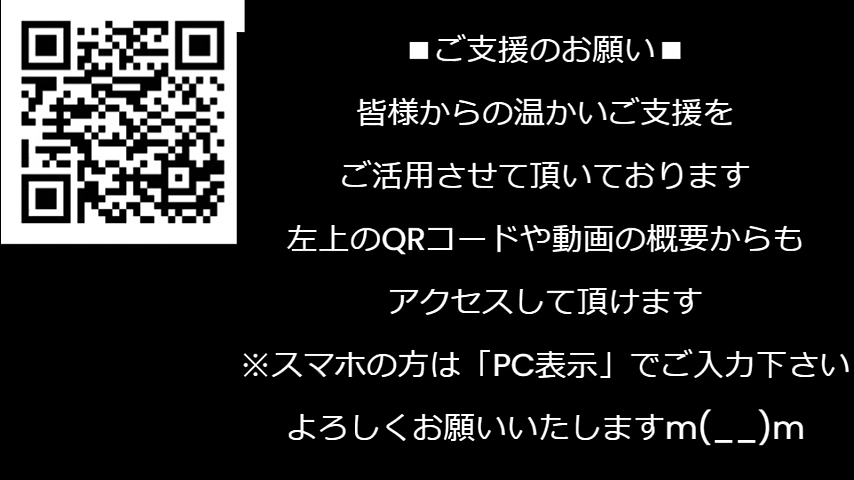 ■ご支援のお願い■
皆様からの温かいご支援を
ご活用させて頂いております
左上のQRコードや動画の概要からも
アクセスして頂けます
※スマホの方は「PC表示」でご入力下さい
よろしくお願いいたしますm(__)m